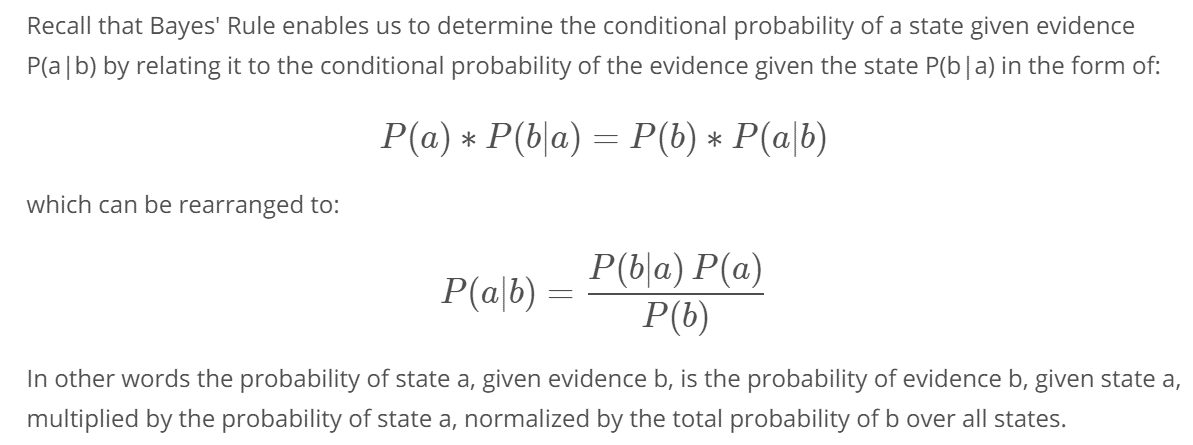 Recall that Bayes' Rule enables us to determine the conditional probability of a state given evidence
P(a|b) by relating it to the conditional probability of the evidence given the state P(b|a) in the form of:
P(a) * P(b|a) = P(b) * P(a|b)
which can be rearranged to:
P(a|b) = P(b|a) P(a) / P(b)
In other words the probability of state a, given evidence b, is the probability of evidence b, given state a,
multiplied by the probability of state a, normalized by the total probability of b over all states.